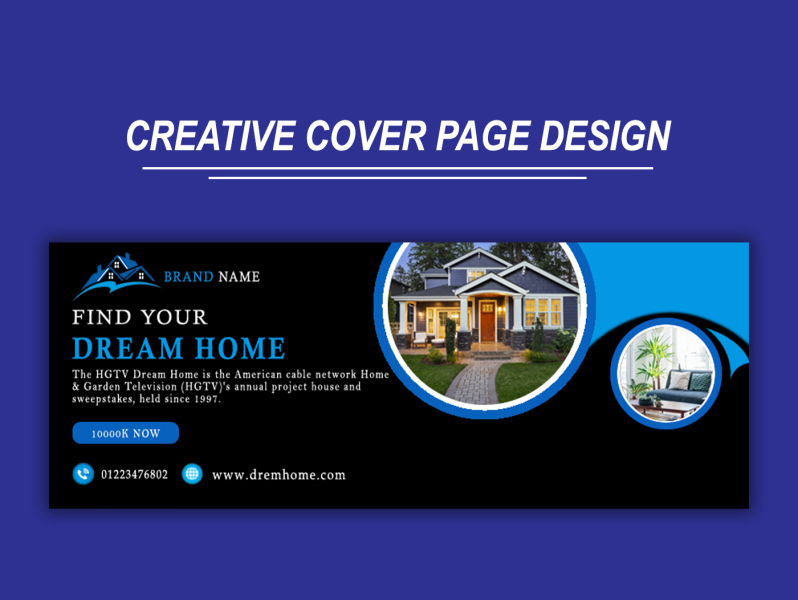 CREATIVE COVER PAGE DESIGN
BRAND NAME
FIND YOUR
DREAM HOME
The HGTV Dream Home is the American cable network Home
& Garden Television (HGTV)'s annual project house and
sweepstakes, held since 1997.
10000K NOW
01223476802 www.dremhome.com